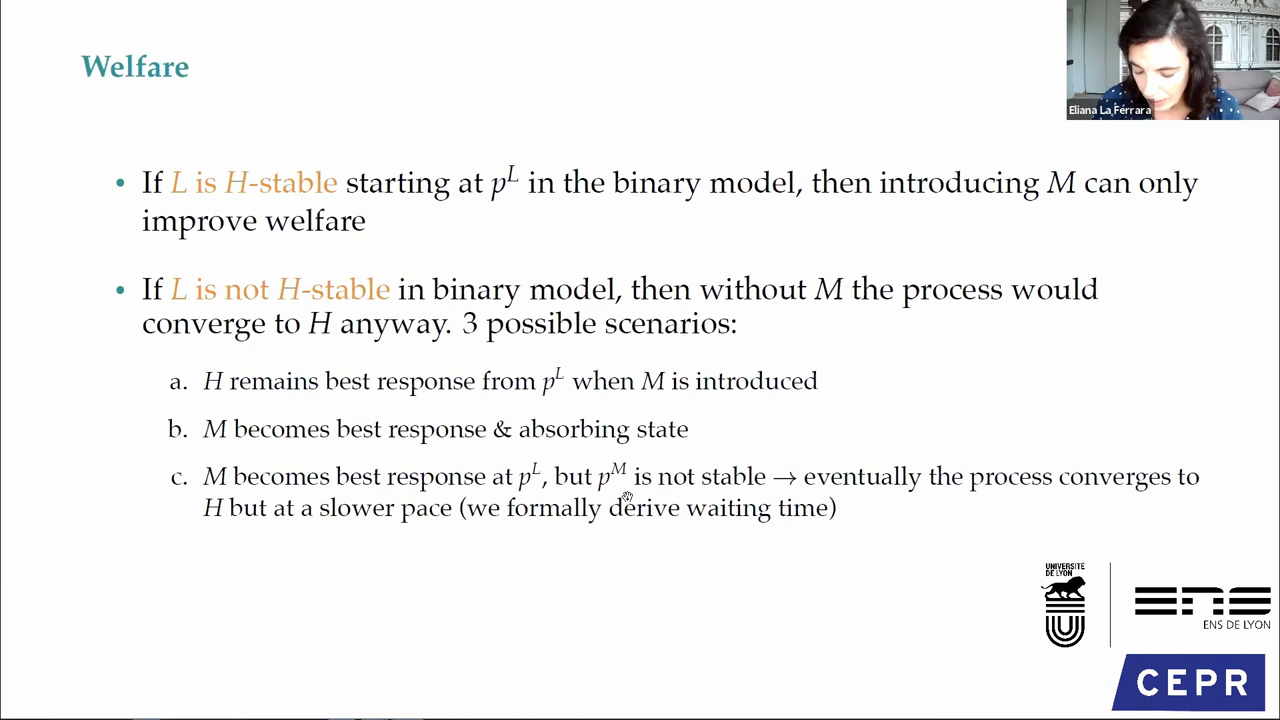 Welfare
Eliana La Ferrara
• If L is H-stable starting at p^L in the binary model, then introducing M can only
improve welfare
• If L is not H-stable in binary model, then without M the process would
converge to H anyway. 3 possible scenarios:
a. H remains best response from p^L when M is introduced
b. M becomes best response & absorbing state
c. M becomes best response at p^L, but p^M is not stable → eventually the process converges to
H but at a slower pace (we formally derive waiting time)
UNIVERSITE
DE LYON
ENS
ENS DE LYON
CEPR